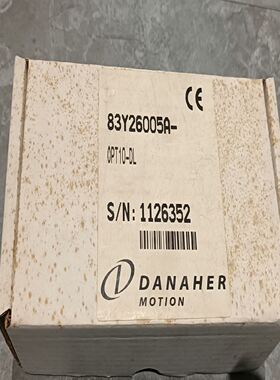 CE
83Y26005A-
OPT10-DL
S/N: 1126352
DANAHER
MOTION